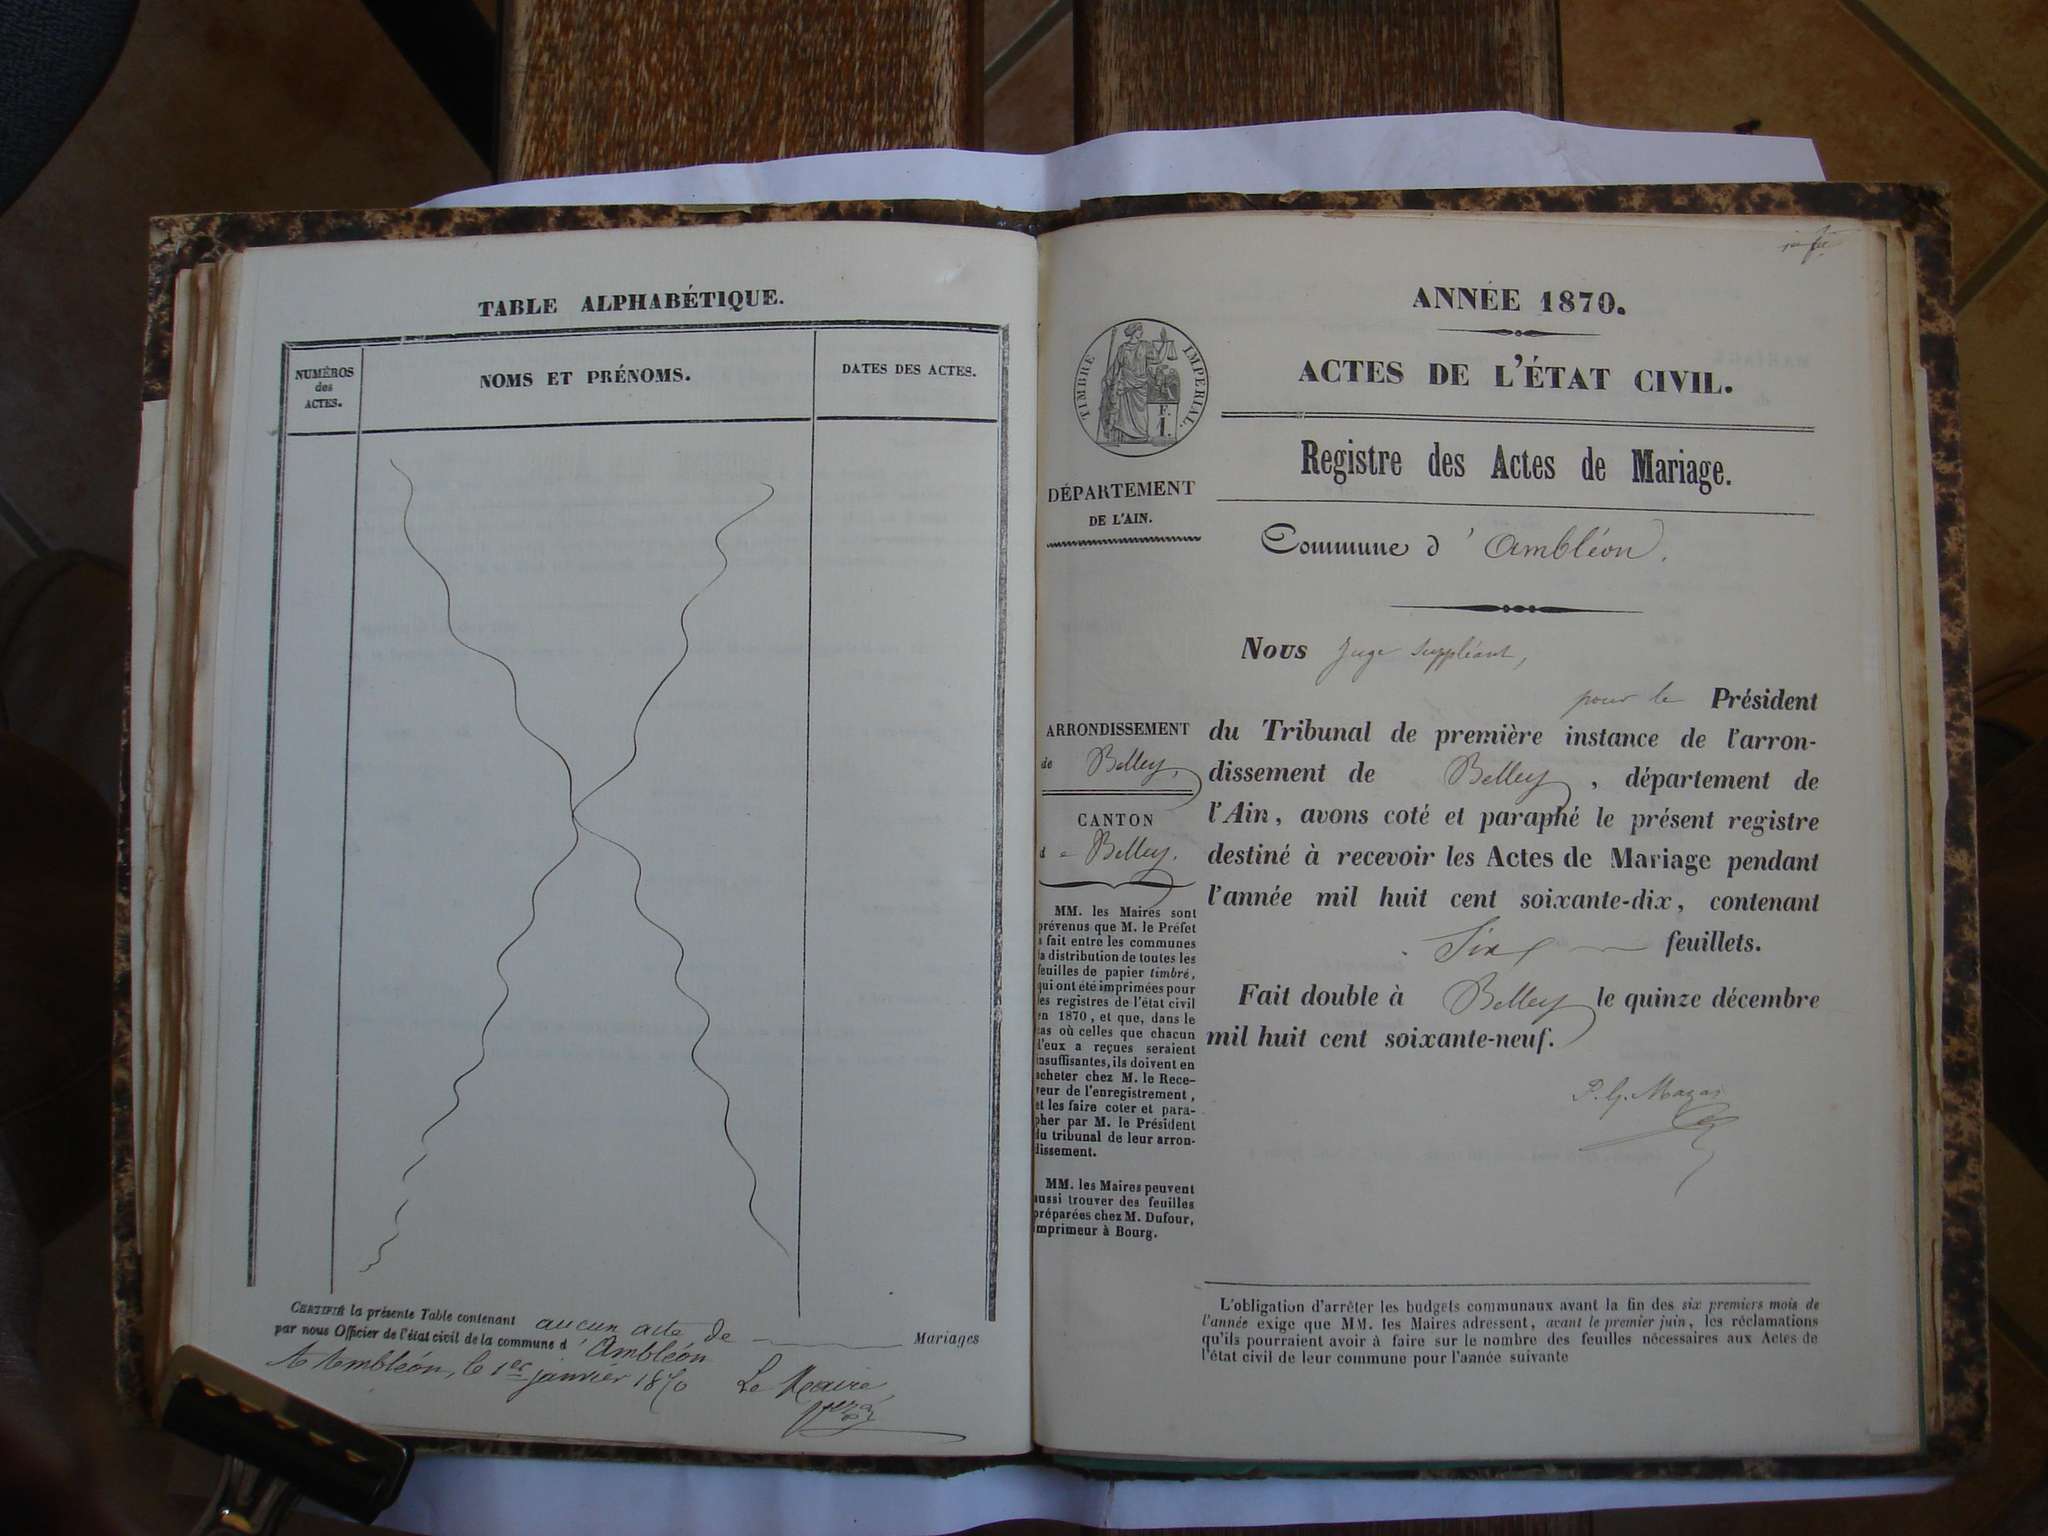 TABLE ALPHABÉTIQUE.
NUMÉROS
des
ACTES.
NOMS ET PRÉNOMS.
DATES DES ACTES.
CERTIFIÉ la présente Table contenant aucun acte de Mariages
par nous Officier de l'état civil de la commune d'Ambléon
A Ambléon, le 1er janvier 1870 Le Maire
ANNÉE 1870.
ACTES DE L'ÉTAT CIVIL.
TIMBRE IMPERIAL.
F.
1.
Registre des Actes de Mariage.
DÉPARTEMENT
DE L'AIN.
Commune d'Ambléon.
ARRONDISSEMENT
de Belley,
CANTON
de Belley.
MM. les Maires sont
prévenus que M. le Préfet
a fait entre les communes
la distribution de toutes les
feuilles de papier timbré,
qui ont été imprimées pour
les registres de l'état civil
en 1870, et que, dans le
cas où celles que chacun
d'eux a reçues seraient
insuffisantes, ils doivent en
acheter chez M. le Rece-
veur de l'enregistrement,
et les faire coter et para-
pher par M. le Président
du tribunal de leur arron-
dissement.
MM. les Maires peuvent
aussi trouver des feuilles
préparées chez M. Dufour,
imprimeur à Bourg.
Nous Juge suppléant,
pour le Président
du Tribunal de première instance de l'arron-
dissement de Belley, département de
l'Ain, avons coté et paraphé le présent registre
destiné à recevoir les Actes de Mariage pendant
l'année mil huit cent soixante-dix, contenant
Six feuillets.
Fait double à Belley le quinze décembre
mil huit cent soixante-neuf.
P. G. Mazas
L'obligation d'arrêter les budgets communaux avant la fin des six premiers mois de
l'année exige que MM. les Maires adressent, avant le premier juin, les réclamations
qu'ils pourraient avoir à faire sur le nombre des feuilles nécessaires aux Actes de
l'état civil de leur commune pour l'année suivante